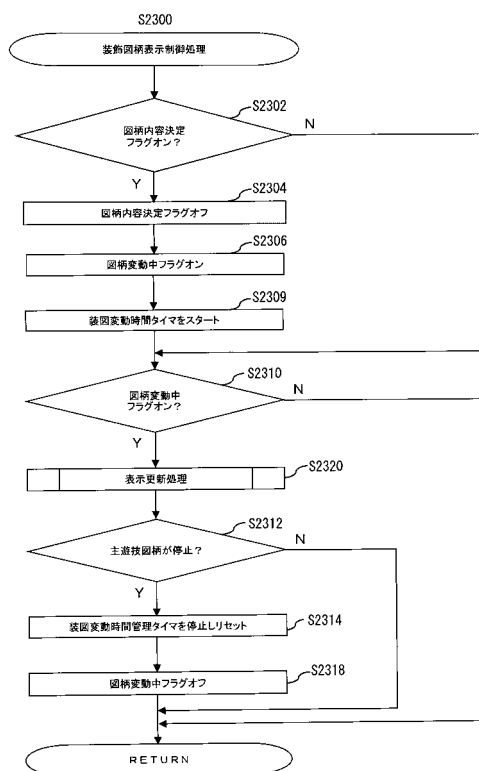 S2300
装飾図柄表示制御処理
S2302
図柄内容決定
フラグオン？
N
Y
S2304
図柄内容決定フラグオフ
S2306
図柄変動中フラグオン
S2309
装図変動時間タイマをスタート
S2310
図柄変動中
フラグオン？
N
Y
S2320
表示更新処理
S2312
主遊技図柄が停止？
N
Y
S2314
装図変動時間管理タイマを停止しリセット
S2318
図柄変動中フラグオフ
RETURN